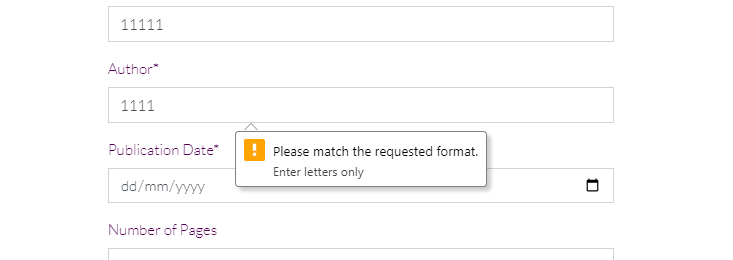 11111
Author*
1111
Please match the requested format.
Enter letters only
Publication Date*
dd/mm/yyyy
Number of Pages